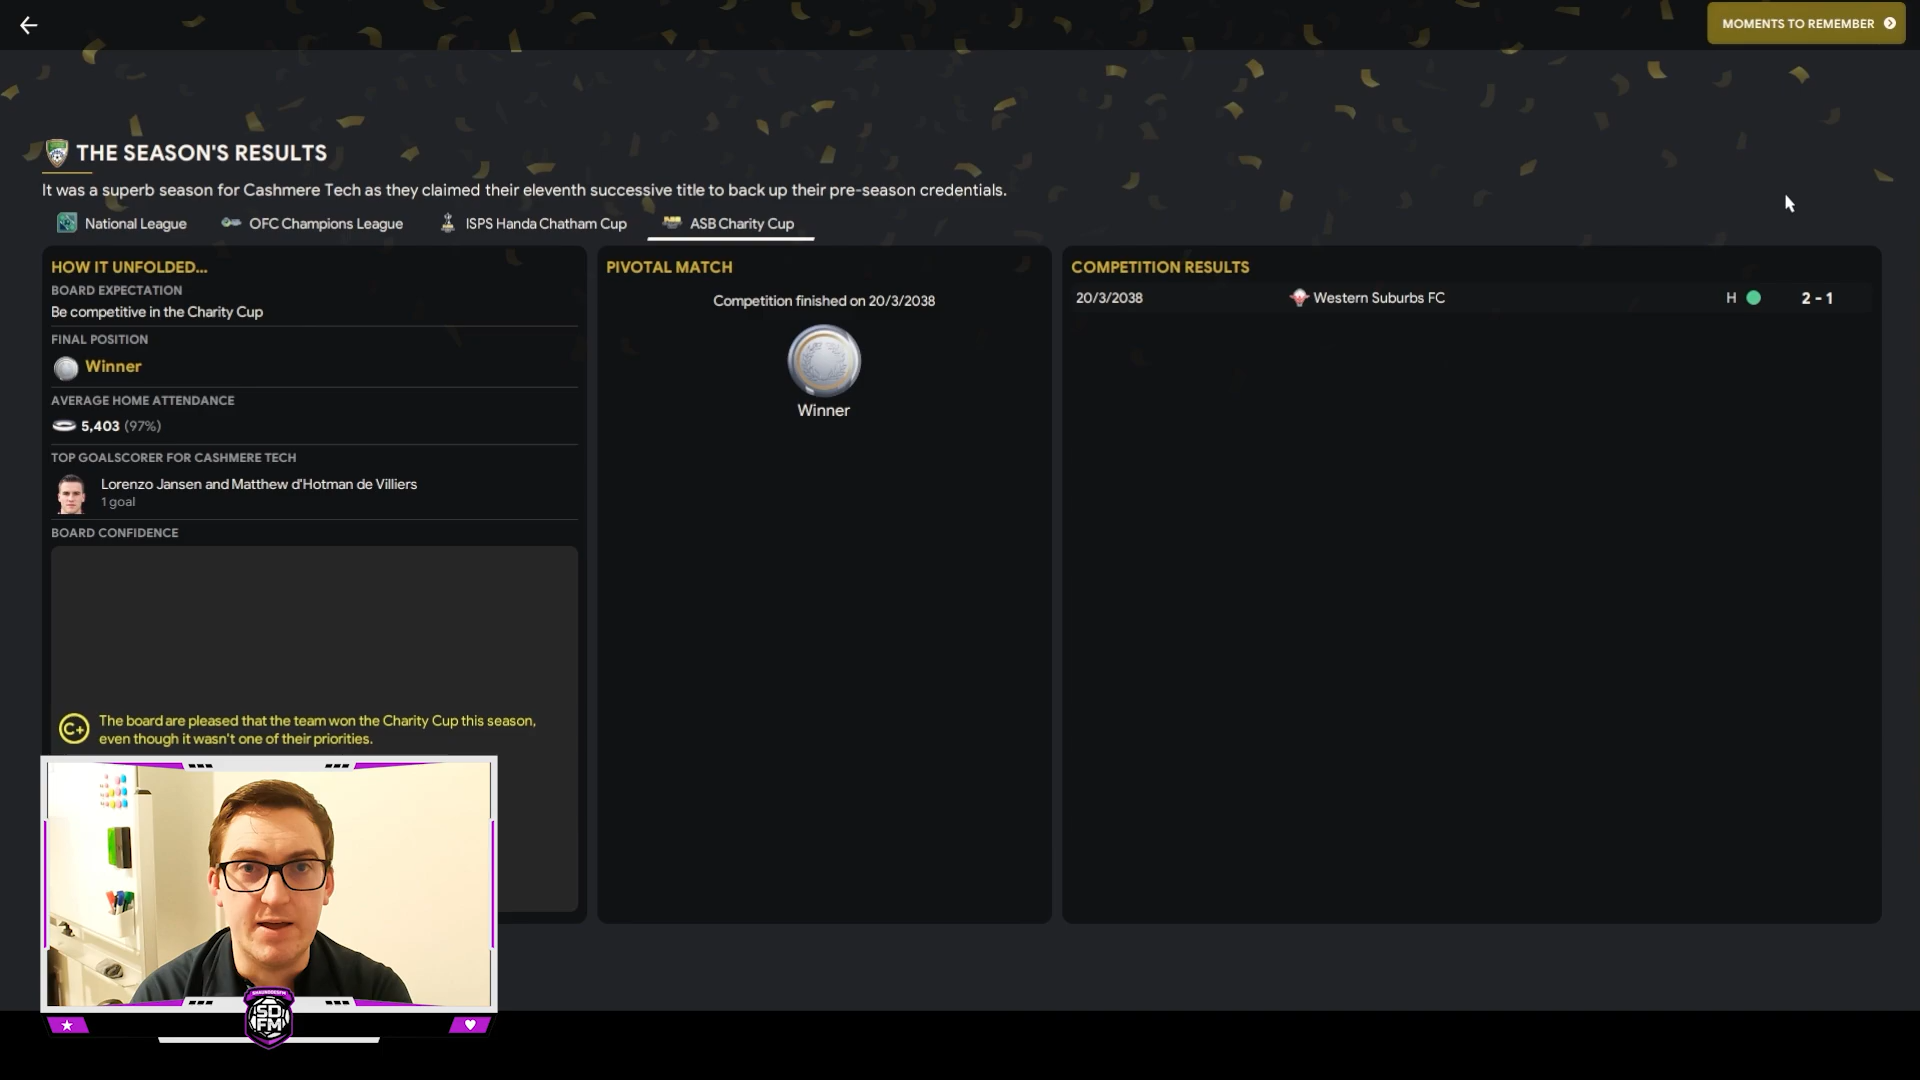 MOMENTS TO REMEMBER
THE SEASON'S RESULTS
It was a superb season for Cashmere Tech as they claimed their eleventh successive title to back up their pre-season credentials.
National League
OFC Champions League
ISPS Handa Chatham Cup
ASB Charity Cup
HOW IT UNFOLDED...
BOARD EXPECTATION
Be competitive in the Charity Cup
FINAL POSITION
Winner
AVERAGE HOME ATTENDANCE
5,403 (97%)
TOP GOALSCORER FOR CASHMERE TECH
Lorenzo Jansen and Matthew d'Hotman de Villiers
1 goal
BOARD CONFIDENCE
C+
The board are pleased that the team won the Charity Cup this season,
even though it wasn't one of their priorities.
PIVOTAL MATCH
Competition finished on 20/3/2038
Winner
COMPETITION RESULTS
20/3/2038 Western Suburbs FC H 2 - 1
SD
FM